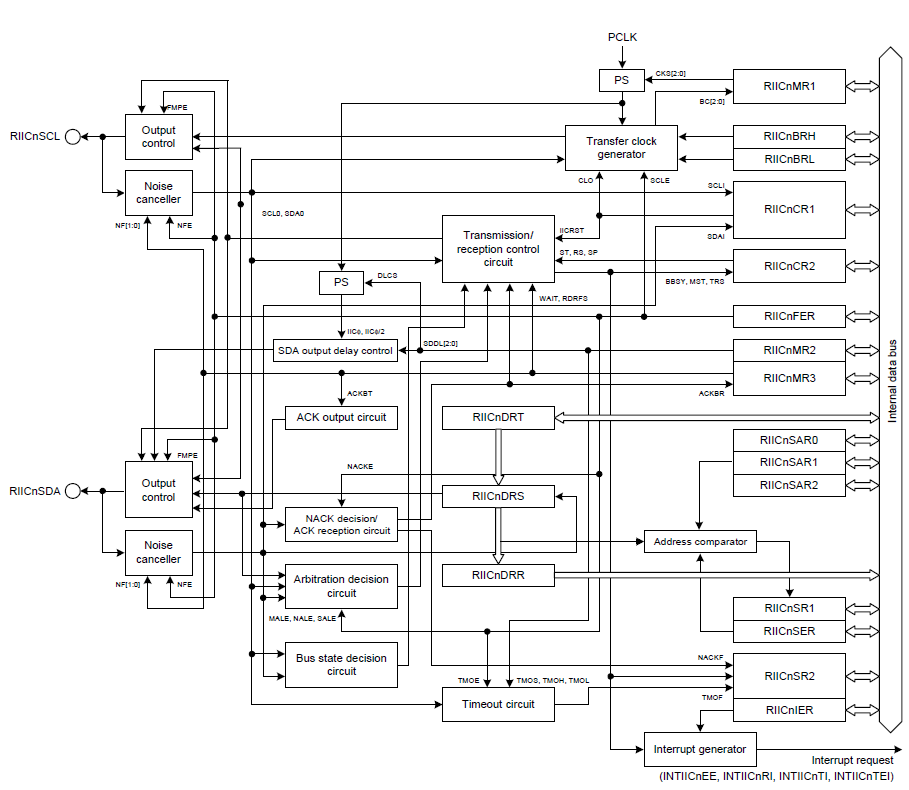 PCLK
PS
CKS[2:0]
RIICnMR1
BC[2:0]
FMPE
RIICnSCL
Output
control
Transfer clock
generator
RIICnBRH
RIICnBRL
CLO
SCLE
Noise
canceller
SCLI
RIICnCR1
NF[1:0]
NFE
SCL0, SDA0
Transmission/
reception control
circuit
IICRST
SDAI
ST, RS, SP
RIICnCR2
BBSY, MST, TRS
PS
DLCS
WAIT, RDRFS
RIICnFER
IICφ, IICφ/2
SDDL[2:0]
SDA output delay control
RIICnMR2
RIICnMR3
ACKBT
ACKBR
Internal data bus
ACK output circuit
RIICnDRT
RIICnSAR0
RIICnSAR1
RIICnSAR2
FMPE
NACKE
RIICnSDA
Output
control
RIICnDRS
NACK decision/
ACK reception circuit
Address comparator
Noise
canceller
NF[1:0]
NFE
Arbitration decision
circuit
RIICnDRR
RIICnSR1
RIICnSER
MALE, NALE, SALE
Bus state decision
circuit
NACKF
RIICnSR2
TMOE
TMOS, TMOH, TMOL
TMOF
Timeout circuit
RIICnIER
Interrupt generator
Interrupt request
(INTIICnEE, INTIICnRI, INTIICnTI, INTIICnTEI)